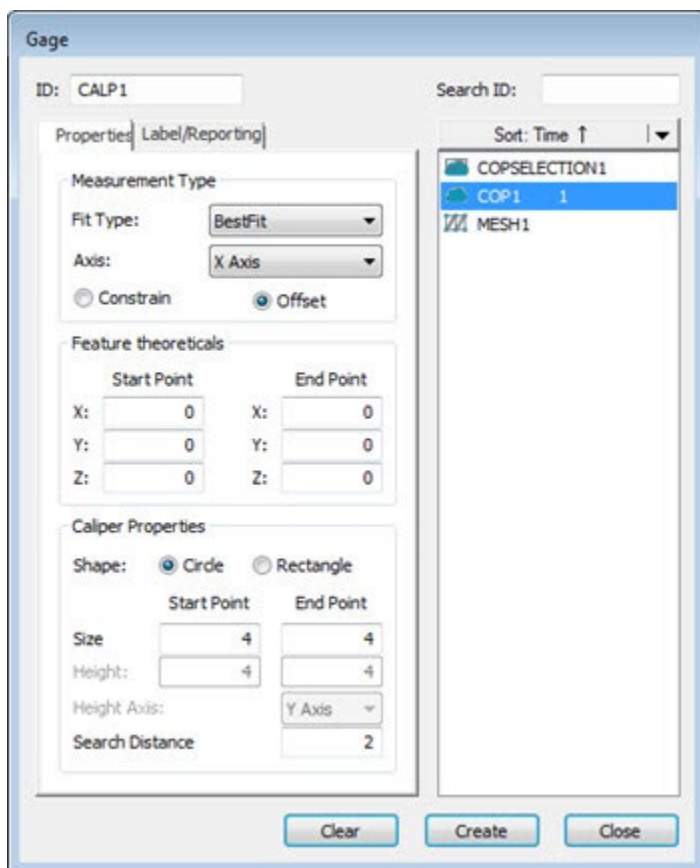 Gage
ID: CALP1 Search ID:
Properties Label/Reporting Sort: Time ↑
COPSELECTION1
COP1 1
MESH1
Measurement Type
Fit Type: BestFit
Axis: X Axis
Constrain Offset
Feature theoreticals
Start Point End Point
X: 0 X: 0
Y: 0 Y: 0
Z: 0 Z: 0
Caliper Properties
Shape: Circle Rectangle
Start Point End Point
Size 4 4
Height: 4 4
Height Axis: Y Axis
Search Distance 2
Clear Create Close